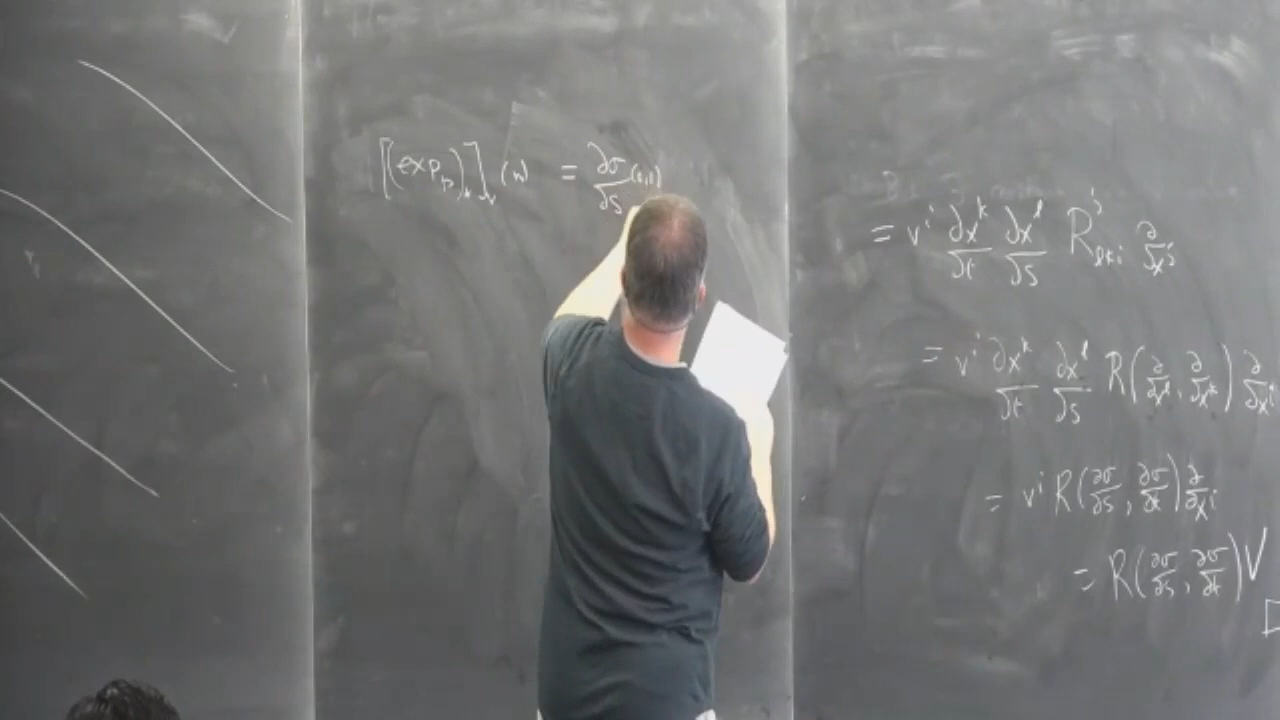 [(exp_p)_*]_v (w) = ∂σ/∂s (0,1)
= v^i ∂x^k/∂t ∂x^l/∂s R^j_{lki} ∂/∂x^j
= v^i ∂x^k/∂t ∂x^l/∂s R(∂/∂x^l, ∂/∂x^k) ∂/∂x^i
= v^i R(∂σ/∂s, ∂σ/∂t) ∂/∂x^i
= R(∂σ/∂s, ∂σ/∂t) V